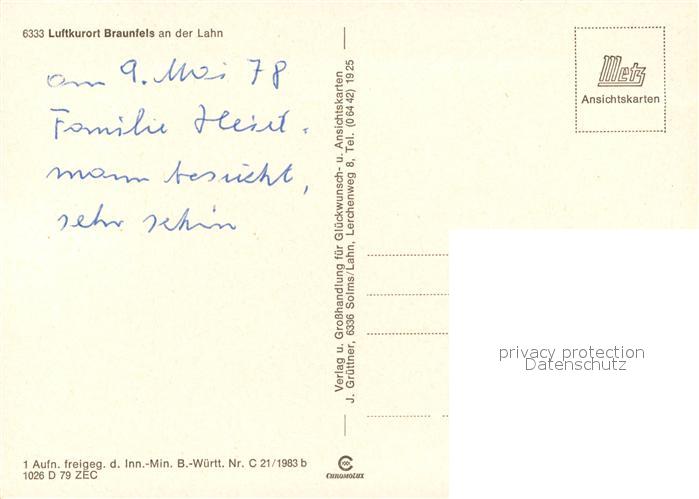 6333 Luftkurort Braunfels an der Lahn
am 9. Mai 78
Familie Heisel-
mann besucht,
sehr schön
Verlag u. Großhandlung für Glückwunsch- u. Ansichtskarten
J. Grüttner, 6336 Solms/Lahn, Lerchenweg 8, Tel. (0 64 42) 19 25
Metz
Ansichtskarten
privacy protection
Datenschutz
1 Aufn. freigeg. d. Inn.-Min. B.-Württ. Nr. C 21/1983 b
1026 D 79 ZEC
CHROMOLUX